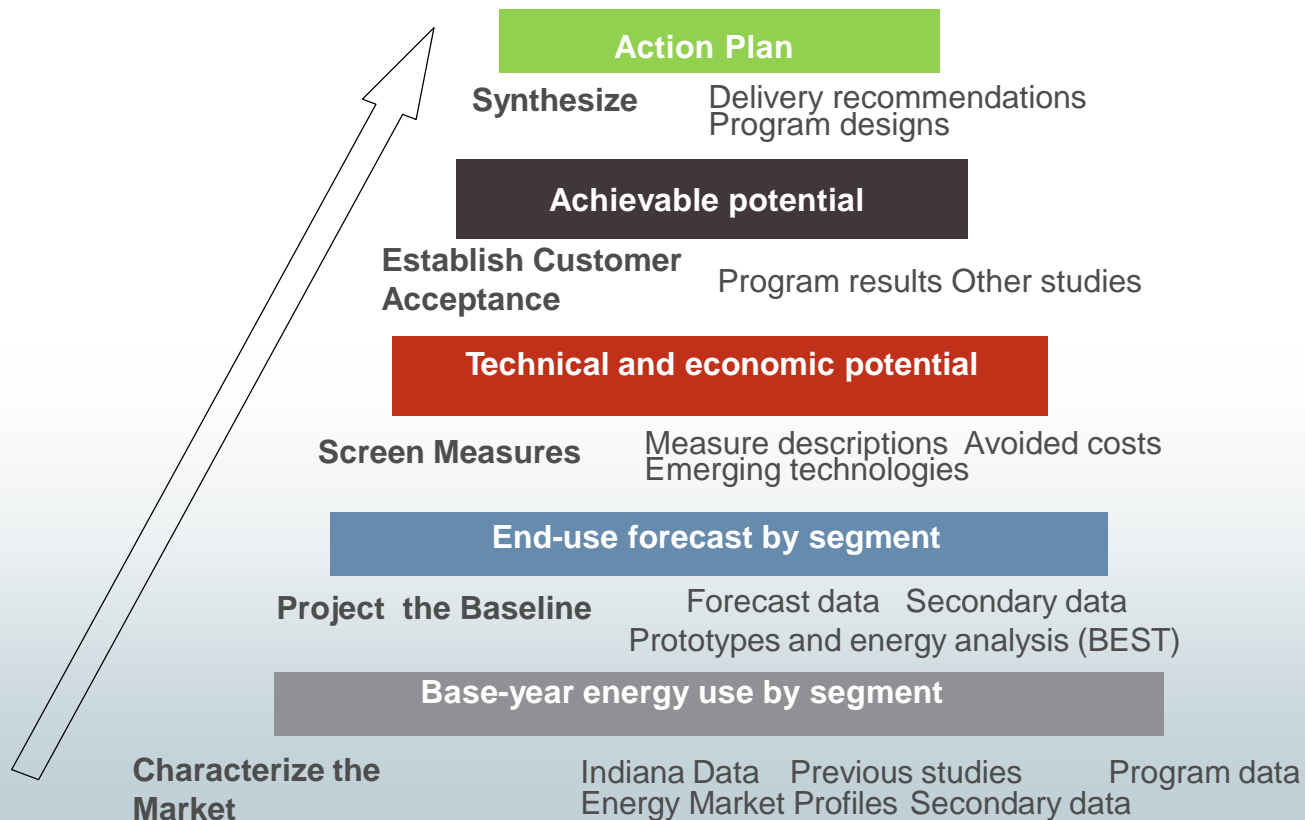 Action Plan
Synthesize
Delivery recommendations
Program designs
Achievable potential
Establish Customer
Acceptance
Program results Other studies
Technical and economic potential
Screen Measures
Measure descriptions Avoided costs
Emerging technologies
End-use forecast by segment
Project the Baseline
Forecast data Secondary data
Prototypes and energy analysis (BEST)
Base-year energy use by segment
Characterize the
Market
Indiana Data Previous studies Program data
Energy Market Profiles Secondary data